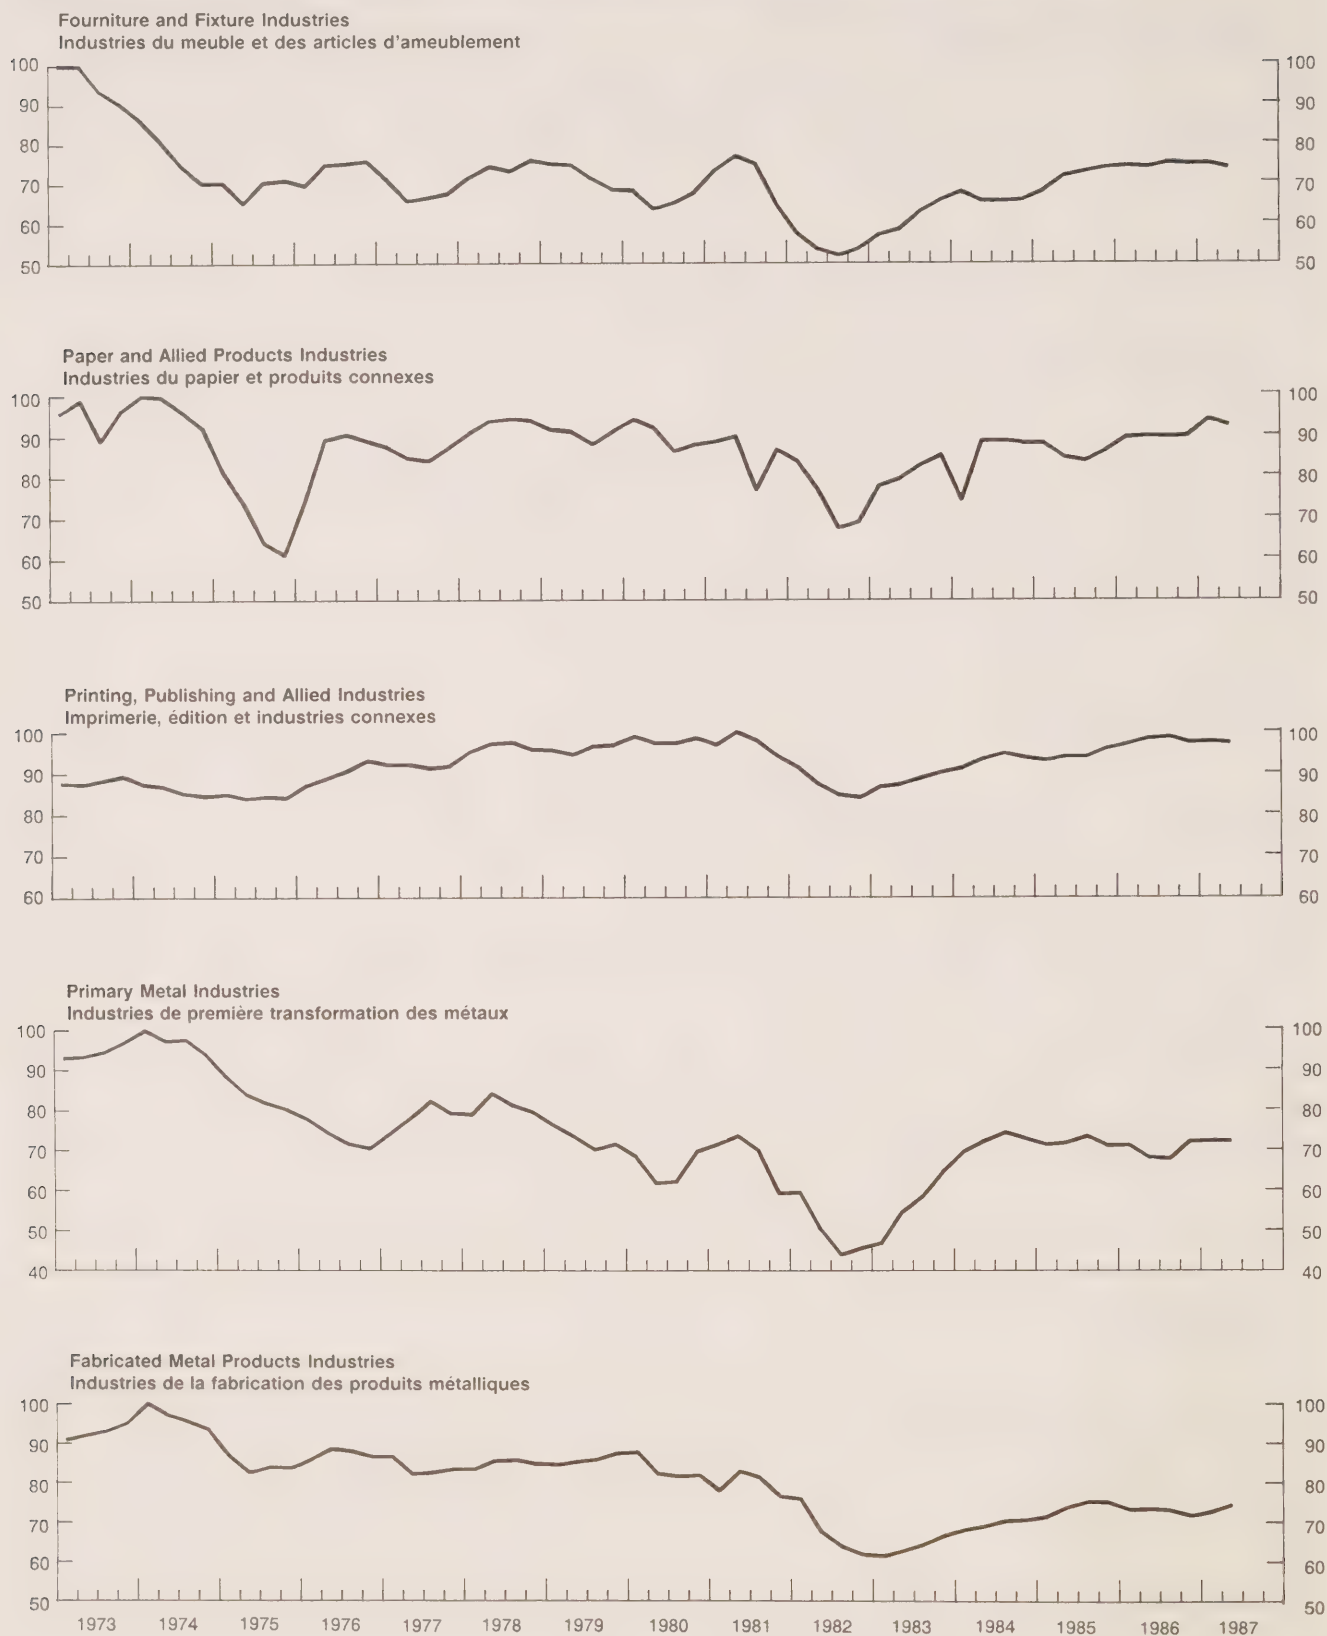 Fourniture and Fixture Industries
Industries du meuble et des articles d'ameublement
100 100
90 90
80 80
70 70
60 60
50 50
Paper and Allied Products Industries
Industries du papier et produits connexes
100 100
90 90
80 80
70 70
60 60
50 50
Printing, Publishing and Allied Industries
Imprimerie, édition et industries connexes
100 100
90 90
80 80
70 70
60 60
Primary Metal Industries
Industries de première transformation des métaux
100 100
90 90
80 80
70 70
60 60
50 50
40 40
Fabricated Metal Products Industries
Industries de la fabrication des produits métalliques
100 100
90 90
80 80
70 70
60 60
50 50
1973 1974 1975 1976 1977 1978 1979 1980 1981 1982 1983 1984 1985 1986 1987